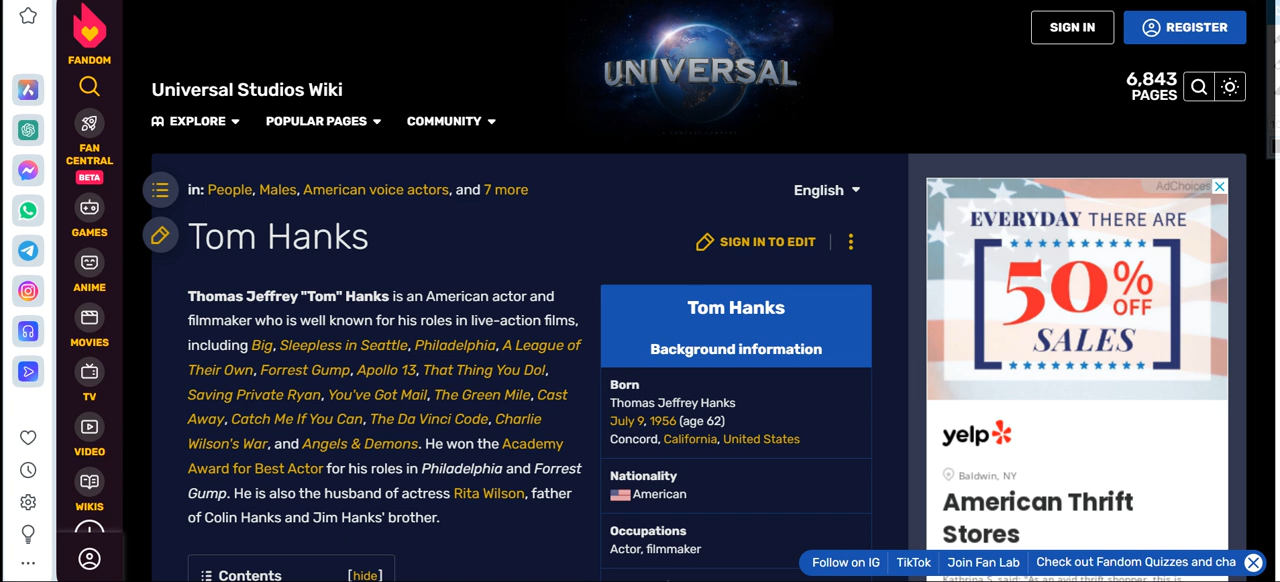 FANDOM
FAN
CENTRAL
BETA
GAMES
ANIME
MOVIES
TV
VIDEO
WIKIS
UNIVERSAL
SIGN IN
REGISTER
Universal Studios Wiki
6,843
PAGES
EXPLORE
POPULAR PAGES
COMMUNITY
in: People, Males, American voice actors, and 7 more
English
Tom Hanks
SIGN IN TO EDIT
Thomas Jeffrey "Tom" Hanks is an American actor and
filmmaker who is well known for his roles in live-action films,
including Big, Sleepless in Seattle, Philadelphia, A League of
Their Own, Forrest Gump, Apollo 13, That Thing You Do!,
Saving Private Ryan, You've Got Mail, The Green Mile, Cast
Away, Catch Me If You Can, The Da Vinci Code, Charlie
Wilson's War, and Angels & Demons. He won the Academy
Award for Best Actor for his roles in Philadelphia and Forrest
Gump. He is also the husband of actress Rita Wilson, father
of Colin Hanks and Jim Hanks' brother.
Contents [hide]
Tom Hanks
Background information
Born
Thomas Jeffrey Hanks
July 9, 1956 (age 62)
Concord, California, United States
Nationality
American
Occupations
Actor, filmmaker
AdChoices
EVERYDAY THERE ARE
50% OFF
SALES
yelp
Baldwin, NY
American Thrift
Stores
Follow on IG
TikTok
Join Fan Lab
Check out Fandom Quizzes and cha